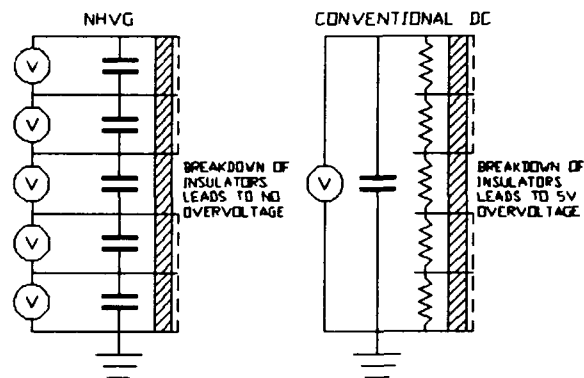 NHVG
CONVENTIONAL DC
V
V
V
V
V
BREAKDOWN OF
INSULATORS
LEADS TO NO
OVERVOLTAGE
V
BREAKDOWN OF
INSULATORS
LEADS TO 5V
OVERVOLTAGE